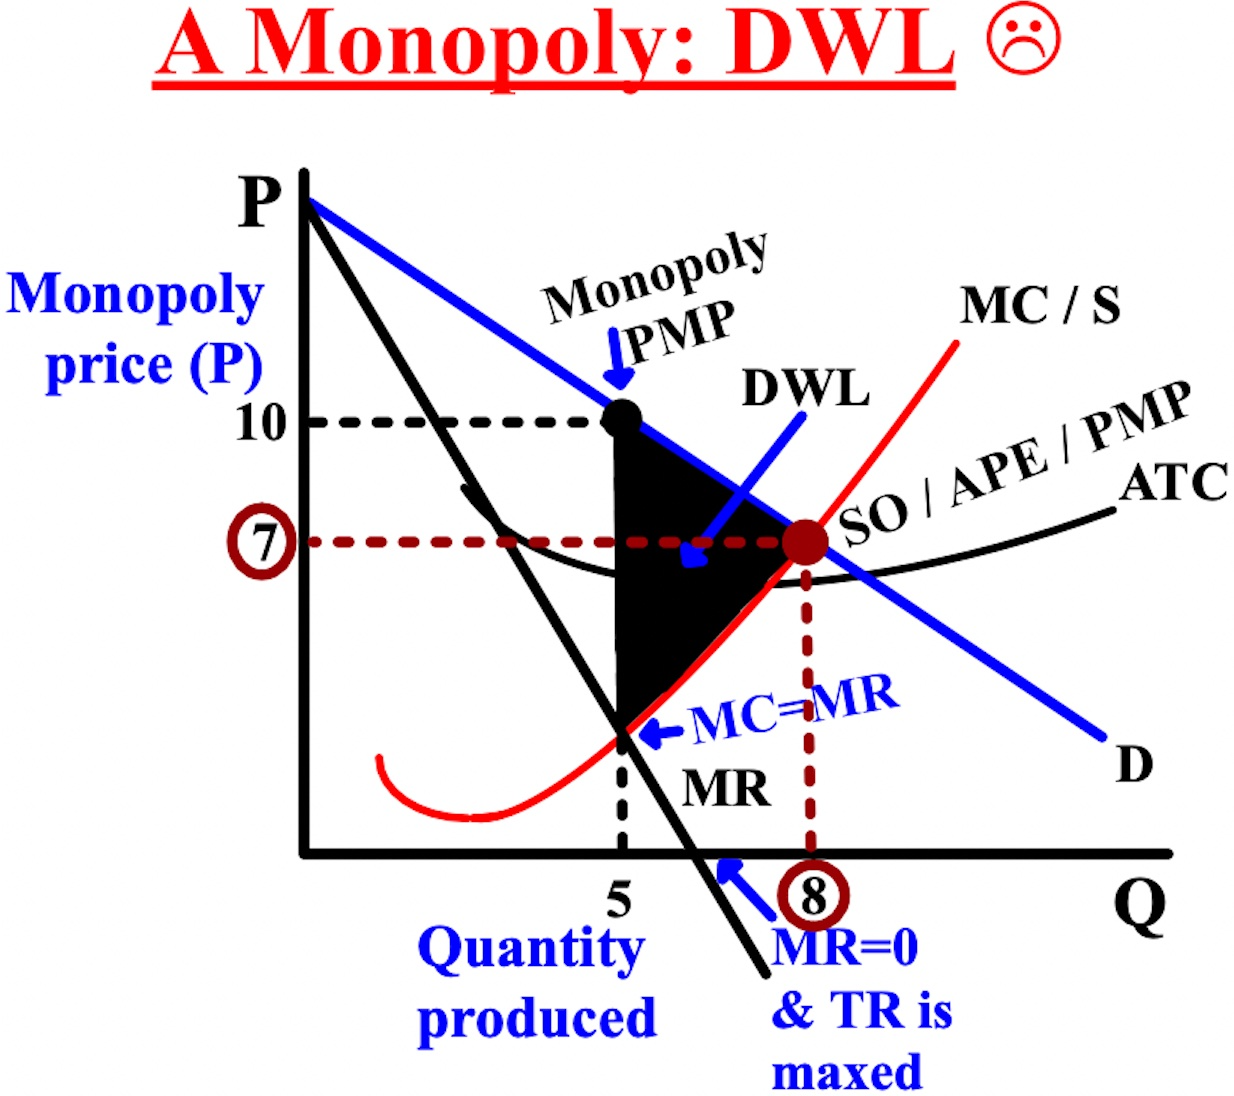 A Monopoly: DWL ☹
P
Monopoly
price (P)
Monopoly
PMP
MC / S
DWL
10
SO / APE / PMP
ATC
7
MC=MR
MR
D
5
8
Q
Quantity
produced
MR=0
& TR is
maxed